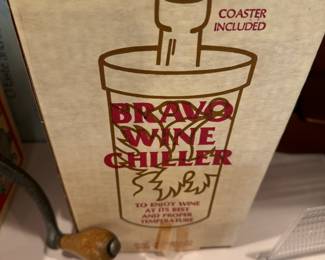 COASTER
INCLUDED
BRAVO
WINE
CHILLER
TO ENJOY WINE
AT ITS BEST
AND PROPER
TEMPERATURE